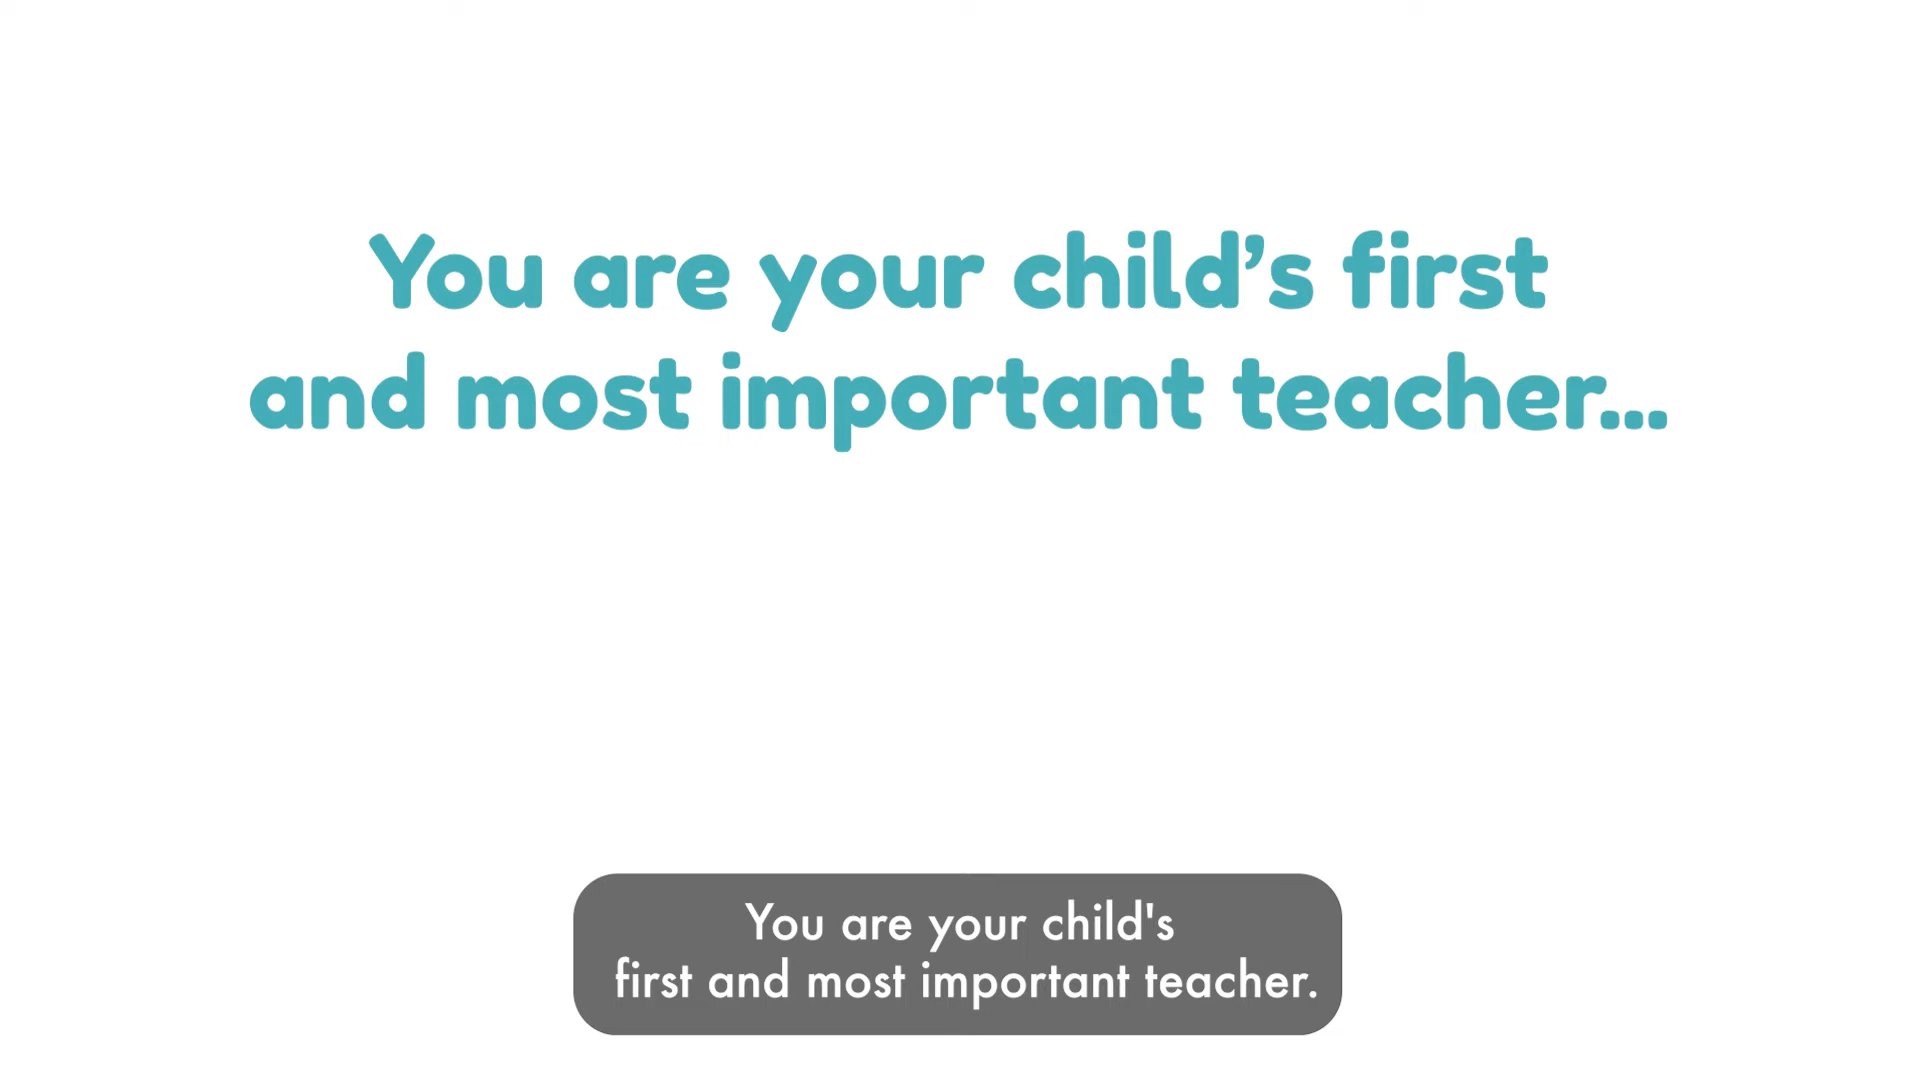 You are your child’s first
and most important teacher...
You are your child's
first and most important teacher.